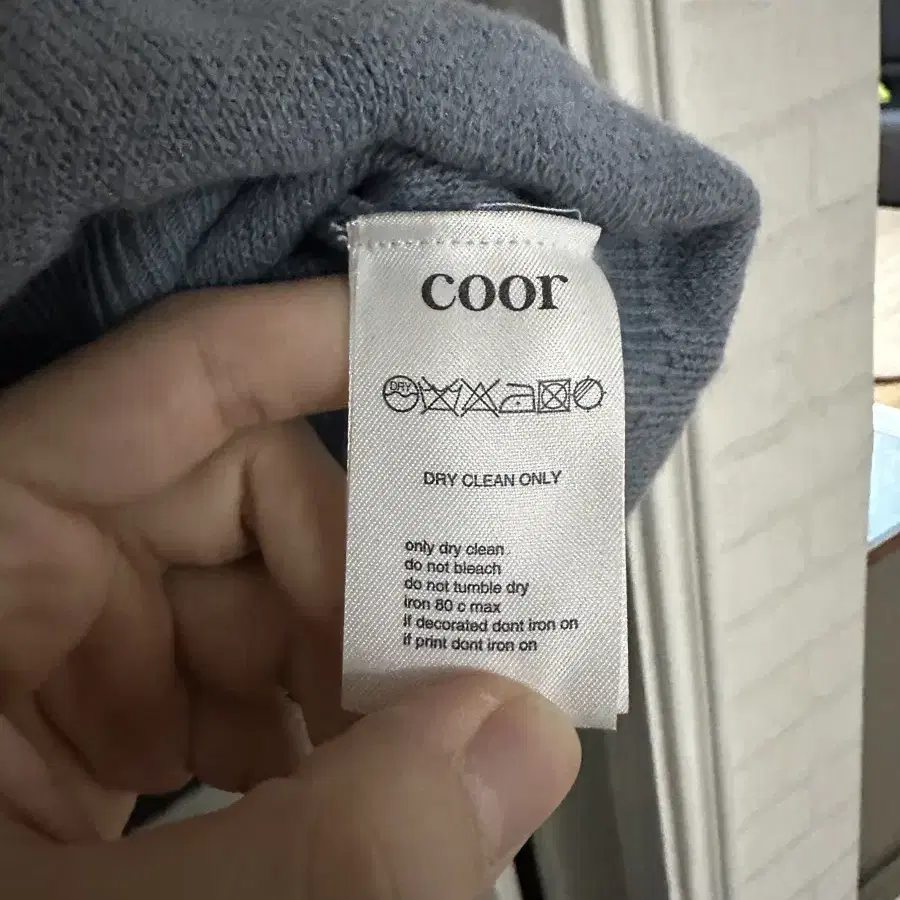 coor
DRY
DRY CLEAN ONLY
only dry clean
do not bleach
do not tumble dry
iron 80 c max
if decorated dont iron on
if print dont iron on